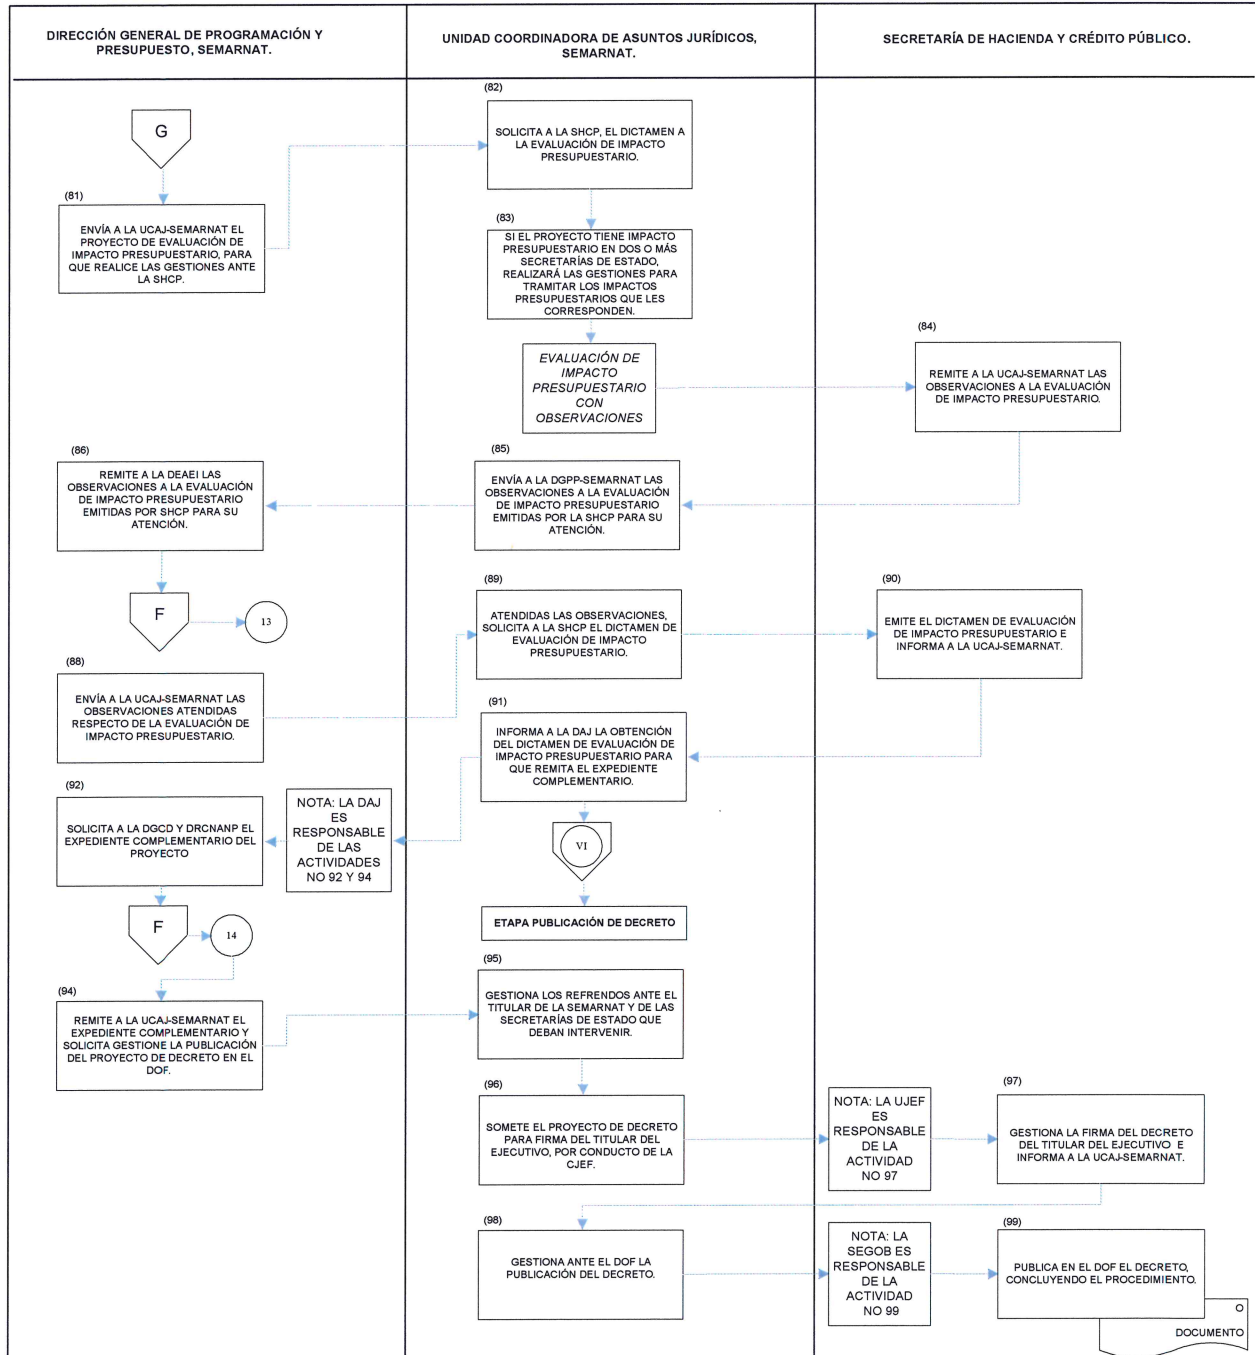 DIRECCIÓN GENERAL DE PROGRAMACIÓN Y
PRESUPUESTO, SEMARNAT.
UNIDAD COORDINADORA DE ASUNTOS JURÍDICOS,
SEMARNAT.
SECRETARÍA DE HACIENDA Y CRÉDITO PÚBLICO.
G
(81)
ENVÍA A LA UCAJ-SEMARNAT EL
PROYECTO DE EVALUACIÓN DE
IMPACTO PRESUPUESTARIO, PARA
QUE REALICE LAS GESTIONES ANTE
LA SHCP.
(82)
SOLICITA A LA SHCP, EL DICTAMEN A
LA EVALUACIÓN DE IMPACTO
PRESUPUESTARIO.
(83)
SI EL PROYECTO TIENE IMPACTO
PRESUPUESTARIO EN DOS O MÁS
SECRETARÍAS DE ESTADO,
REALIZARÁ LAS GESTIONES PARA
TRAMITAR LOS IMPACTOS
PRESUPUESTARIOS QUE LES
CORRESPONDEN.
EVALUACIÓN DE
IMPACTO
PRESUPUESTARIO
CON
OBSERVACIONES
(84)
REMITE A LA UCAJ-SEMARNAT LAS
OBSERVACIONES A LA EVALUACIÓN
DE IMPACTO PRESUPUESTARIO.
(85)
ENVÍA A LA DGPP-SEMARNAT LAS
OBSERVACIONES A LA EVALUACIÓN
DE IMPACTO PRESUPUESTARIO
EMITIDAS POR LA SHCP PARA SU
ATENCIÓN.
(86)
REMITE A LA DEAEI LAS
OBSERVACIONES A LA EVALUACIÓN
DE IMPACTO PRESUPUESTARIO
EMITIDAS POR SHCP PARA SU
ATENCIÓN.
F
13
(88)
ENVÍA A LA UCAJ-SEMARNAT LAS
OBSERVACIONES ATENDIDAS
RESPECTO DE LA EVALUACIÓN DE
IMPACTO PRESUPUESTARIO.
(89)
ATENDIDAS LAS OBSERVACIONES,
SOLICITA A LA SHCP EL DICTAMEN DE
EVALUACIÓN DE IMPACTO
PRESUPUESTARIO.
(90)
EMITE EL DICTAMEN DE EVALUACIÓN
DE IMPACTO PRESUPUESTARIO E
INFORMA A LA UCAJ-SEMARNAT.
(91)
INFORMA A LA DAJ LA OBTENCIÓN
DEL DICTAMEN DE EVALUACIÓN DE
IMPACTO PRESUPUESTARIO PARA
QUE REMITA EL EXPEDIENTE
COMPLEMENTARIO.
(92)
SOLICITA A LA DGCD Y DRCNANP EL
EXPEDIENTE COMPLEMENTARIO DEL
PROYECTO
NOTA: LA DAJ
ES
RESPONSABLE
DE LAS
ACTIVIDADES
NO 92 Y 94
VI
ETAPA PUBLICACIÓN DE DECRETO
F
14
(94)
REMITE A LA UCAJ-SEMARNAT EL
EXPEDIENTE COMPLEMENTARIO Y
SOLICITA GESTIONE LA PUBLICACIÓN
DEL PROYECTO DE DECRETO EN EL
DOF.
(95)
GESTIONA LOS REFRENDOS ANTE EL
TITULAR DE LA SEMARNAT Y DE LAS
SECRETARÍAS DE ESTADO QUE
DEBAN INTERVENIR.
(96)
SOMETE EL PROYECTO DE DECRETO
PARA FIRMA DEL TITULAR DEL
EJECUTIVO, POR CONDUCTO DE LA
CJEF.
NOTA: LA UJEF
ES
RESPONSABLE
DE LA
ACTIVIDAD
NO 97
(97)
GESTIONA LA FIRMA DEL DECRETO
DEL TITULAR DEL EJECUTIVO E
INFORMA A LA UCAJ-SEMARNAT.
(98)
GESTIONA ANTE EL DOF LA
PUBLICACIÓN DEL DECRETO.
NOTA: LA
SEGOB ES
RESPONSABLE
DE LA
ACTIVIDAD
NO 99
(99)
PUBLICA EN EL DOF EL DECRETO,
CONCLUYENDO EL PROCEDIMIENTO.
O
DOCUMENTO